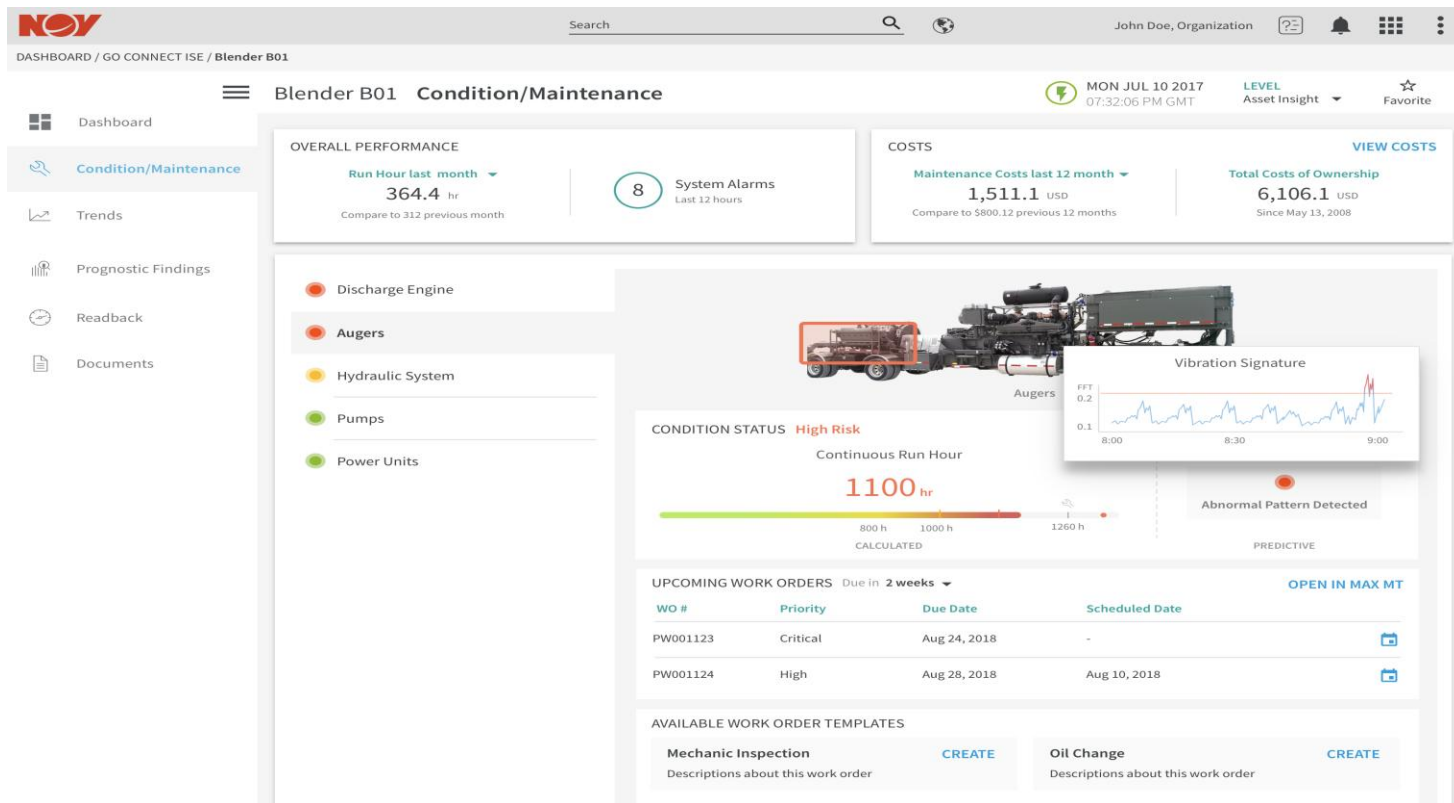 NOV
Search
John Doe, Organization
DASHBOARD / GO CONNECT ISE / Blender B01
Blender B01 Condition/Maintenance
MON JUL 10 2017
07:32:06 PM GMT
LEVEL
Asset Insight
Favorite
Dashboard
Condition/Maintenance
Trends
Prognostic Findings
Readback
Documents
OVERALL PERFORMANCE
Run Hour last month
364.4 hr
Compare to 312 previous month
8
System Alarms
Last 12 hours
COSTS
VIEW COSTS
Maintenance Costs last 12 month
1,511.1 USD
Compare to $800.12 previous 12 months
Total Costs of Ownership
6,106.1 USD
Since May 13, 2008
Discharge Engine
Augers
Hydraulic System
Pumps
Power Units
Augers
Vibration Signature
FFT
0.2
0.1
8:00 8:30 9:00
CONDITION STATUS High Risk
Continuous Run Hour
1100 hr
800 h 1000 h 1260 h
CALCULATED
Abnormal Pattern Detected
PREDICTIVE
UPCOMING WORK ORDERS Due in 2 weeks
OPEN IN MAX MT
WO # Priority Due Date Scheduled Date
PW001123 Critical Aug 24, 2018 -
PW001124 High Aug 28, 2018 Aug 10, 2018
AVAILABLE WORK ORDER TEMPLATES
Mechanic Inspection CREATE
Descriptions about this work order
Oil Change CREATE
Descriptions about this work order